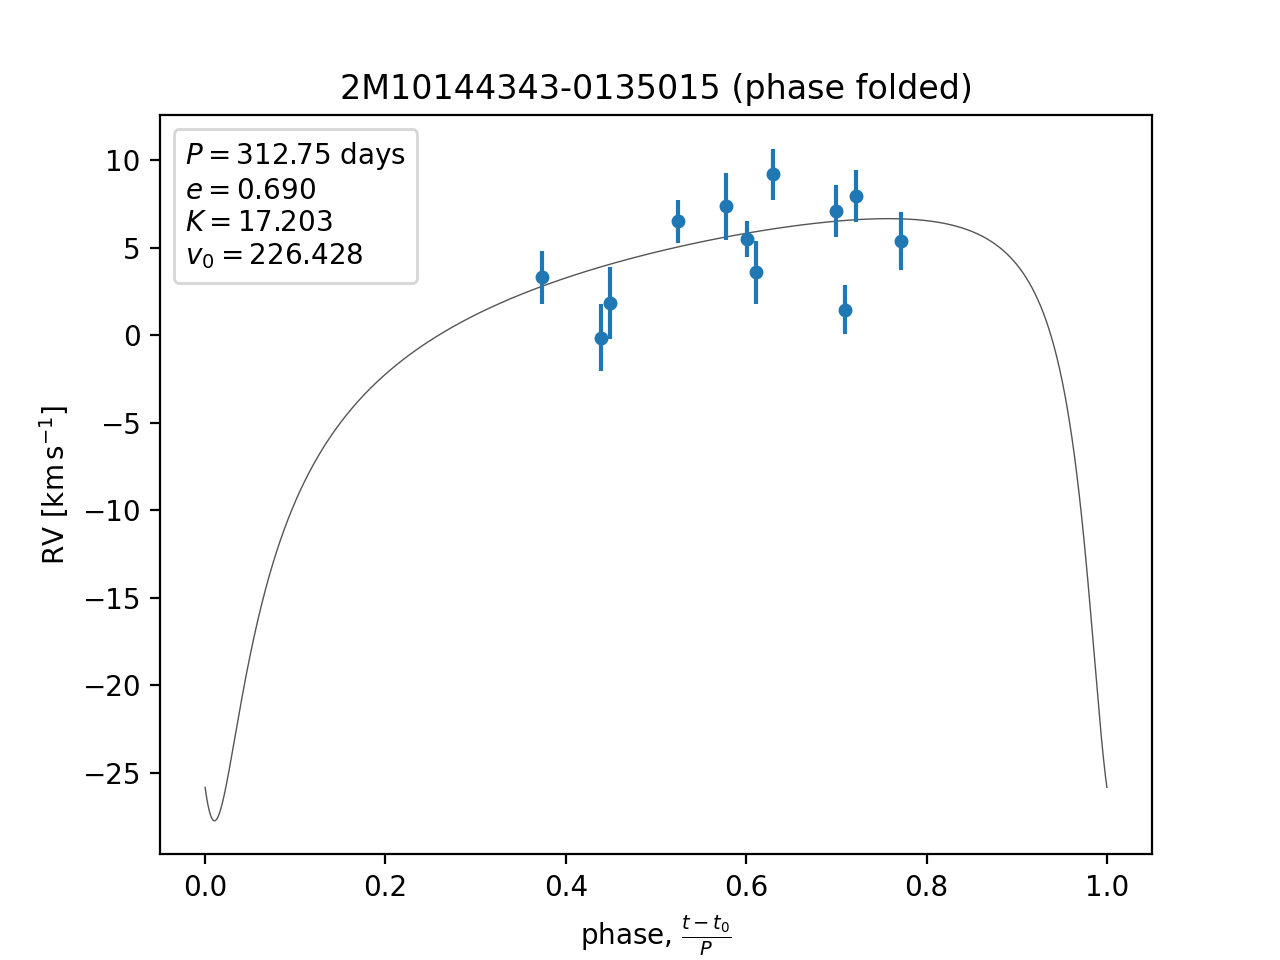 2M10144343-0135015 (phase folded)
P = 312.75 days
e = 0.690
K = 17.203
v₀ = 226.428
10
5
0
−5
−10
−15
−20
−25
RV [km s⁻¹]
0.0 0.2 0.4 0.6 0.8 1.0
phase, (t − t₀)/P